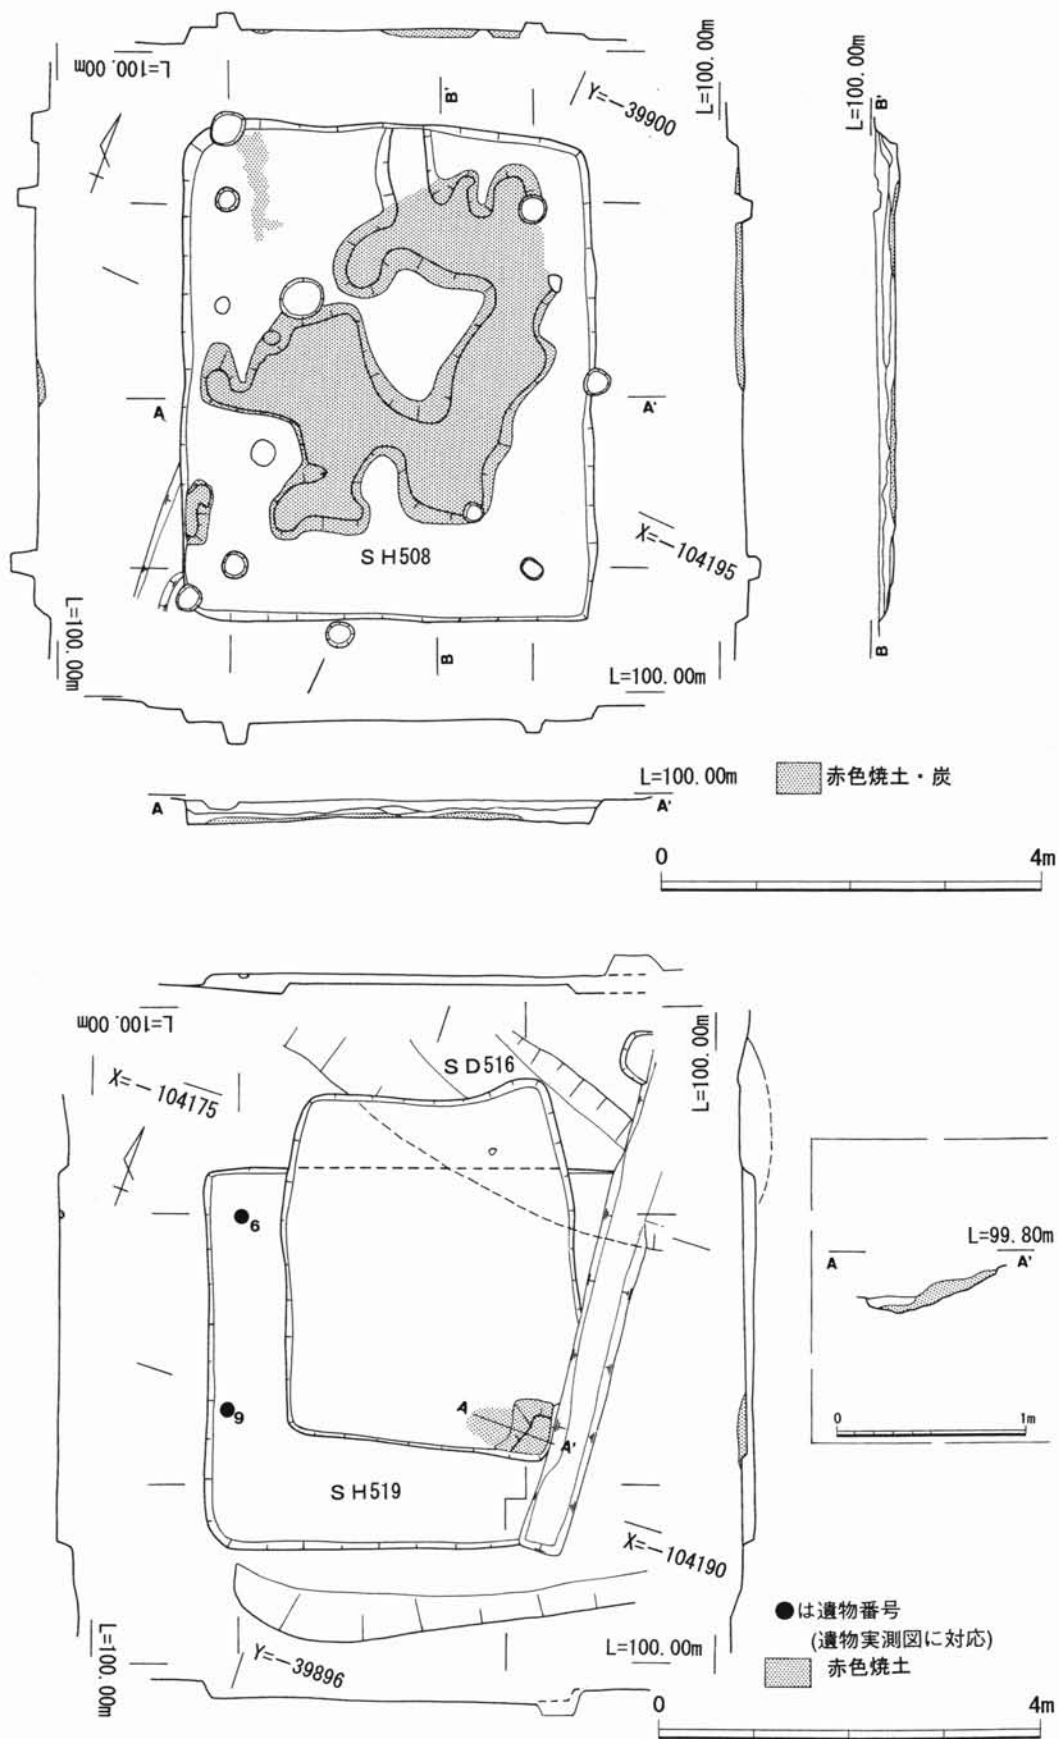 L=100.00m
L=100.00m
L=100.00m
B'
B'
Y=-39900
A
A'
SH508
X=-104195
L=100.00m
B
B
L=100.00m
L=100.00m
赤色焼土・炭
A
A'
0
4m
L=100.00m
SD516
L=100.00m
X=-104175
6
L=99.80m
A
A'
9
A
A'
0
1m
SH519
X=-104190
●は遺物番号
(遺物実測図に対応)
L=100.00m
L=100.00m
赤色焼土
Y=-39896
0
4m